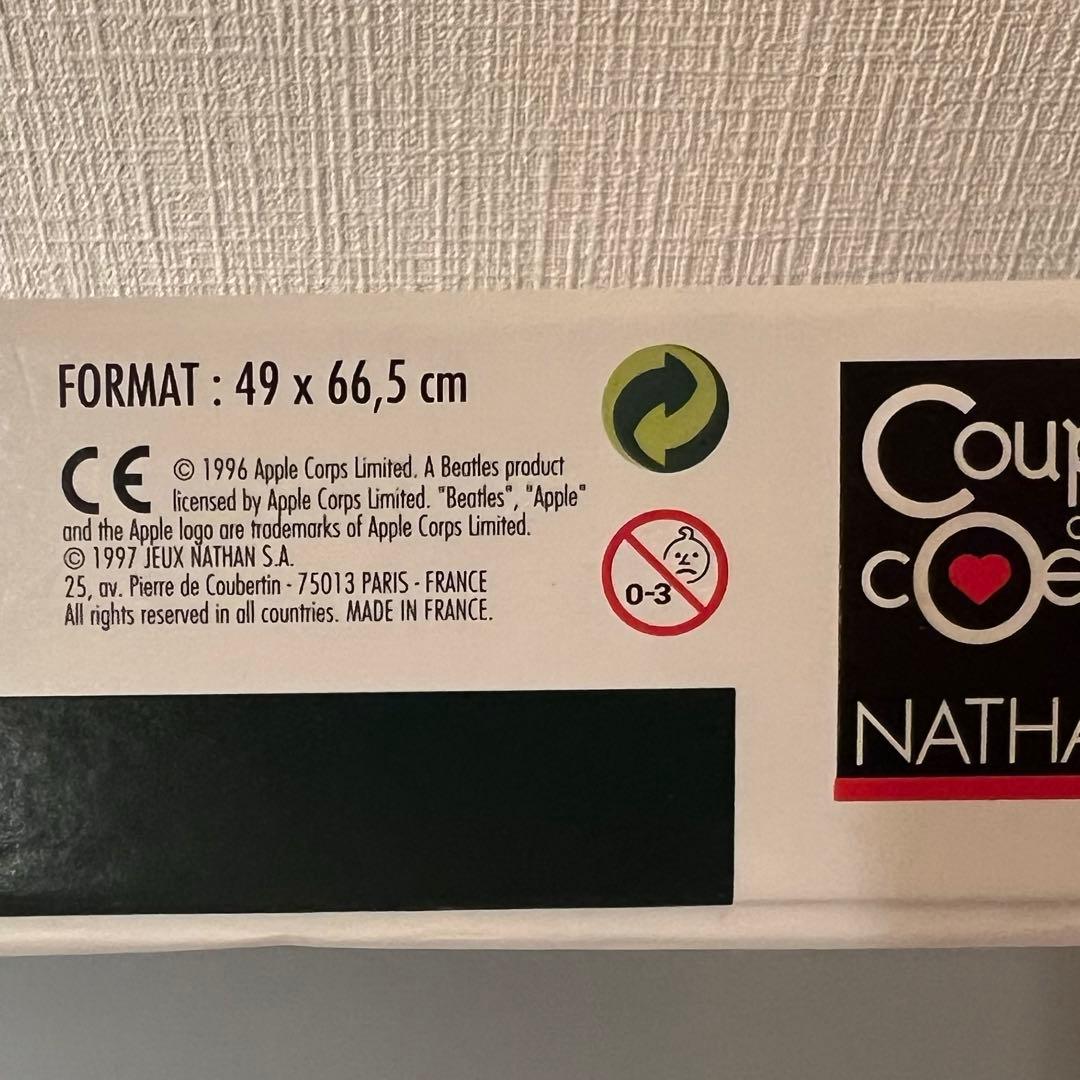 FORMAT : 49 x 66,5 cm
CE © 1996 Apple Corps Limited. A Beatles product
licensed by Apple Corps Limited. "Beatles", "Apple"
and the Apple logo are trademarks of Apple Corps Limited.
© 1997 JEUX NATHAN S.A.
25, av. Pierre de Coubertin - 75013 PARIS - FRANCE
All rights reserved in all countries. MADE IN FRANCE.
0-3